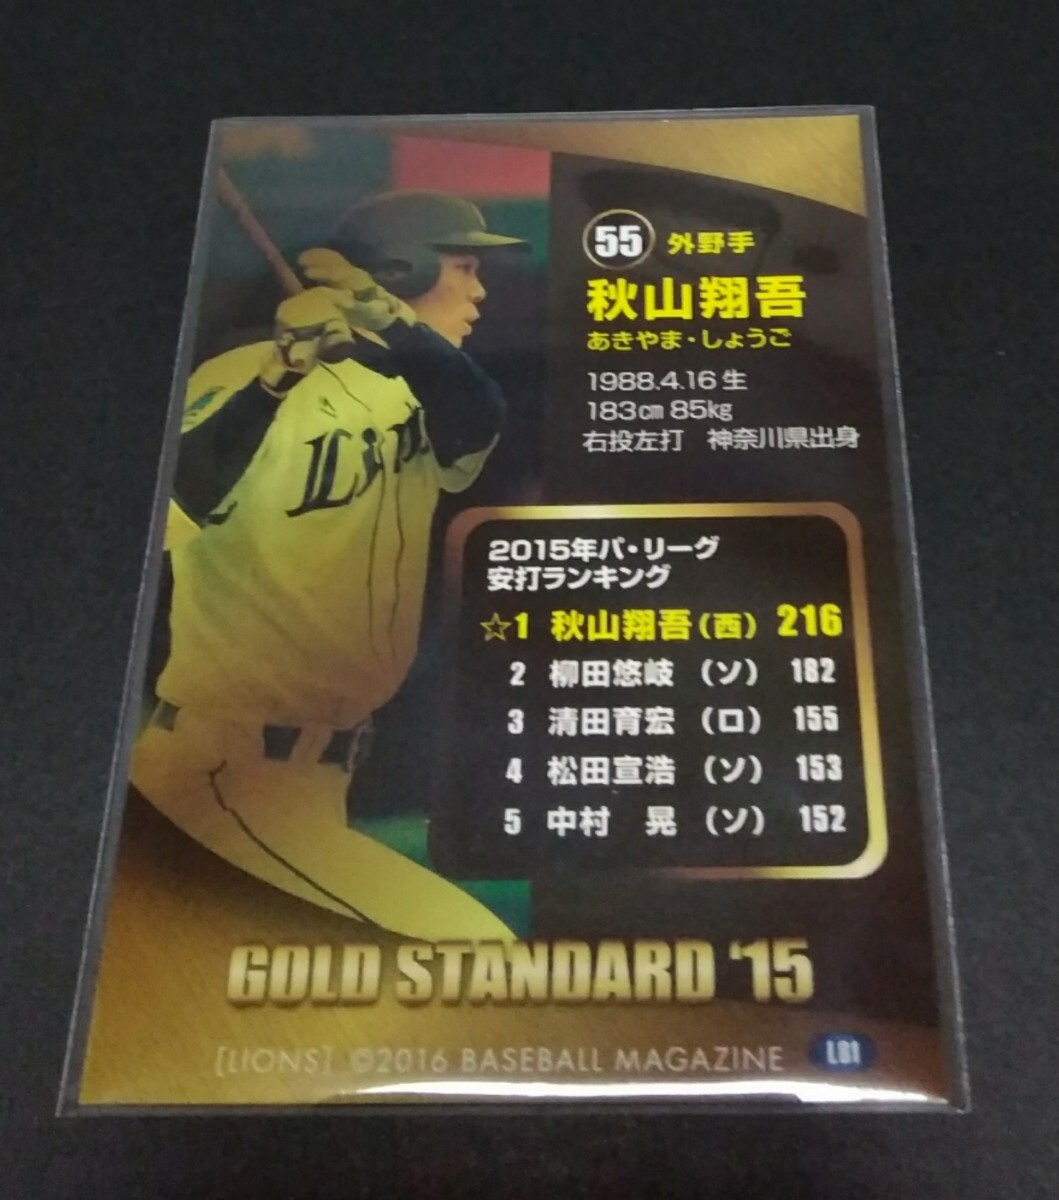 55 外野手
秋山翔吾
あきやま・しょうご
1988.4.16生
183cm 85kg
右投左打 神奈川県出身
2015年パ・リーグ
安打ランキング
☆1 秋山翔吾(西) 216
2 柳田悠岐 (ソ) 182
3 清田育宏 (ロ) 155
4 松田宣浩 (ソ) 153
5 中村 晃 (ソ) 152
GOLD STANDARD '15
[LIONS] ©2016 BASEBALL MAGAZINE